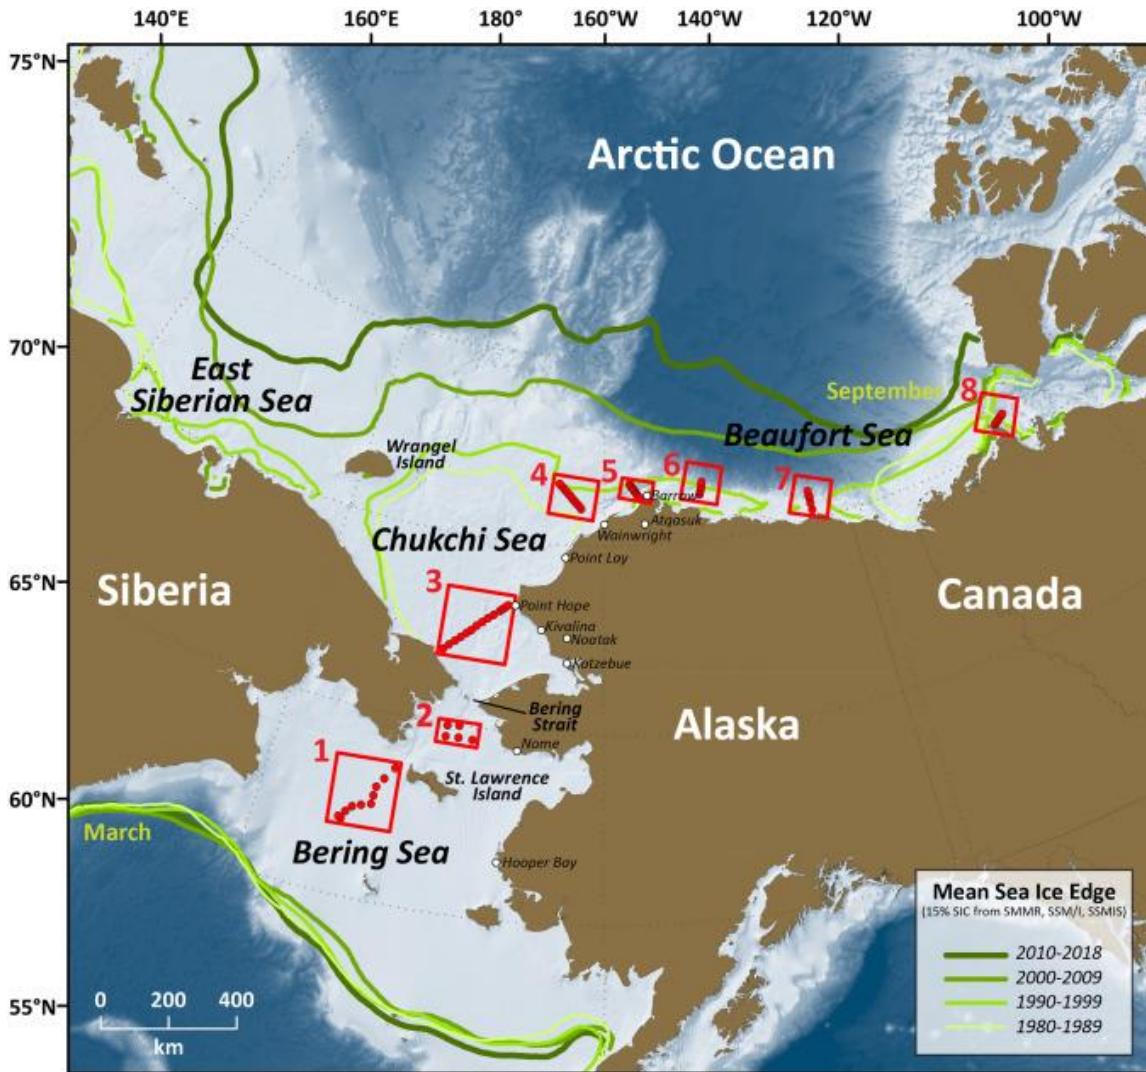 140°E 160°E 180°W 160°W 140°W 120°W 100°W
75°N
Arctic Ocean
70°N
East
Siberian Sea
September
8
Beaufort Sea
Wrangel
Island
4
5
6
7
Barrow
Atqasuk
Wainwright
Chukchi Sea
Point Lay
65°N
Siberia
3
Point Hope
Canada
Kivalina
Noatak
Kotzebue
Bering
Strait
Alaska
2
Nome
1
St. Lawrence
Island
60°N
March
Bering Sea
Hooper Bay
Mean Sea Ice Edge
(15% SIC from SMMR, SSM/I, SSMIS)
2010-2018
2000-2009
1990-1999
1980-1989
55°N
0 200 400
km